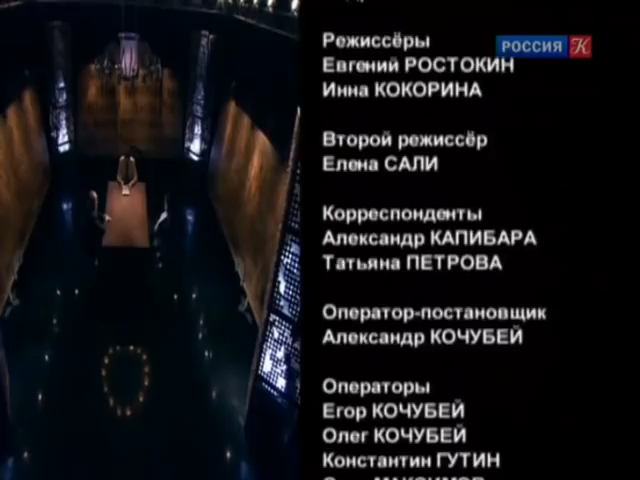 Режиссёры
РОССИЯ К
Евгений РОСТОКИН
Инна КОКОРИНА
Второй режиссёр
Елена САЛИ
Корреспонденты
Александр КАПИБАРА
Татьяна ПЕТРОВА
Оператор-постановщик
Александр КОЧУБЕЙ
Операторы
Егор КОЧУБЕЙ
Олег КОЧУБЕЙ
Константин ГУТИН